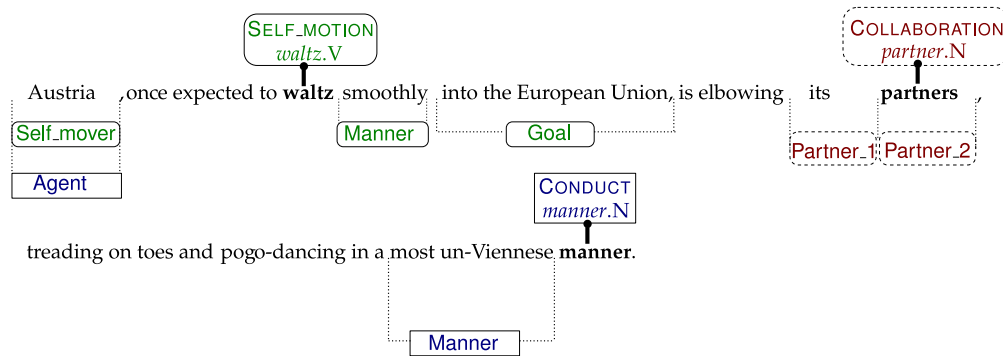 SELF_MOTION COLLABORATION
waltz.V partner.N
Austria , once expected to waltz smoothly into the European Union, is elbowing its partners ,
Self_mover Manner Goal Partner_1 Partner_2
Agent CONDUCT
manner.N
treading on toes and pogo-dancing in a most un-Viennese manner.
Manner